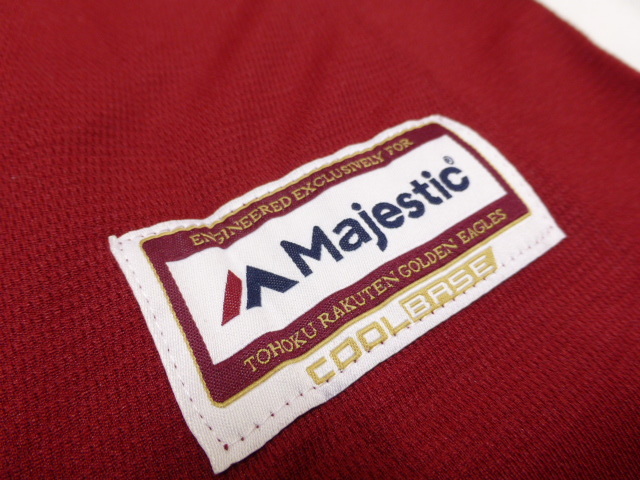 ENGINEERED EXCLUSIVELY FOR
Majestic®
TOHOKU RAKUTEN GOLDEN EAGLES
COOLBASE